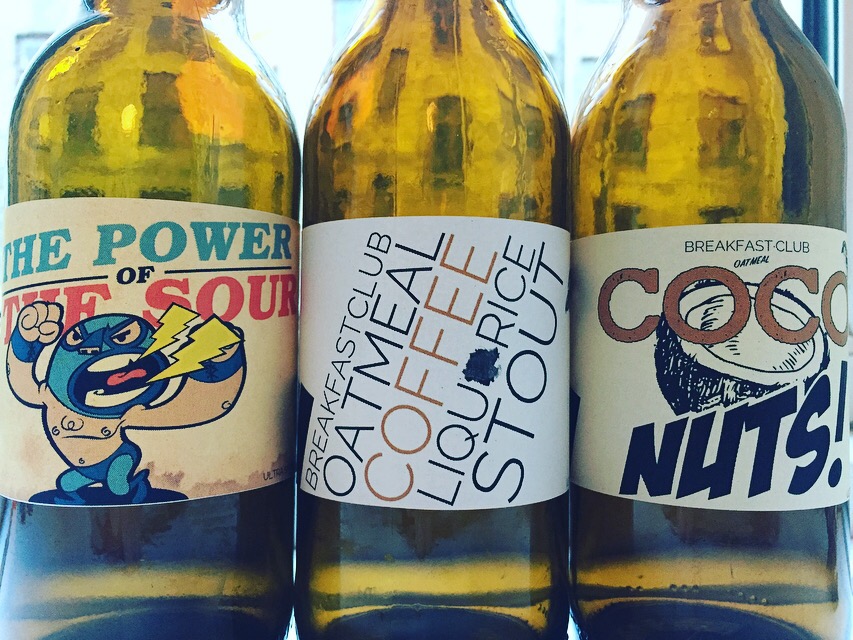 THE POWER
OF
THE SOUR
BREAKFASTCLUB
OATMEAL
COFFEE
LIQUORICE
STOUT
BREAKFAST·CLUB
OATMEAL
COCO
NUTS!